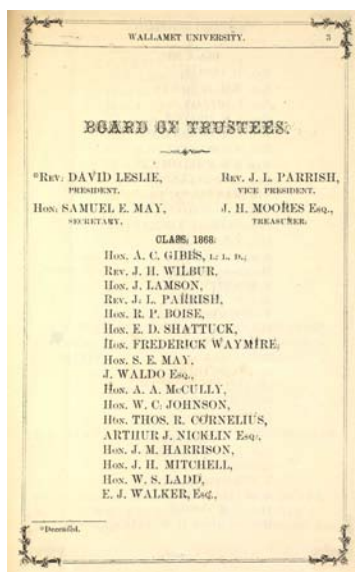 WALLAMET UNIVERSITY. 3
BOARD OF TRUSTEES.
*REV. DAVID LESLIE, REV. J. L. PARRISH,
PRESIDENT. VICE PRESIDENT.
HON. SAMUEL E. MAY, J. H. MOORES ESQ.,
SECRETARY, TREASURER.
CLASS, 1868.
HON. A. C. GIBBS, L. L. D.,
REV. J. H. WILBUR,
HON. J. LAMSON,
REV. J. L. PARRISH,
HON. R. P. BOISE,
HON. E. D. SHATTUCK,
HON. FREDERICK WAYMIRE,
HON. S. E. MAY,
J. WALDO ESQ.,
HON. A. A. McCULLY,
HON. W. C. JOHNSON,
HON. THOS. R. CORNELIUS,
ARTHUR J. NICKLIN ESQ.,
HON. J. M. HARRISON,
HON. J. H. MITCHELL,
HON. W. S. LADD,
E. J. WALKER, ESQ.,
*Deceased.